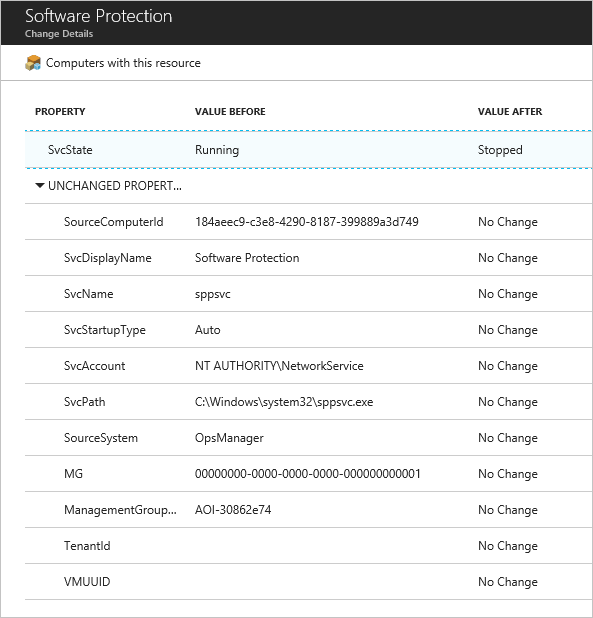 Software Protection
Change Details
Computers with this resource
PROPERTY VALUE BEFORE VALUE AFTER
SvcState Running Stopped
UNCHANGED PROPERT...
SourceComputerId 184aeec9-c3e8-4290-8187-399889a3d749 No Change
SvcDisplayName Software Protection No Change
SvcName sppsvc No Change
SvcStartupType Auto No Change
SvcAccount NT AUTHORITY\NetworkService No Change
SvcPath C:\Windows\system32\sppsvc.exe No Change
SourceSystem OpsManager No Change
MG 00000000-0000-0000-0000-000000000001 No Change
ManagementGroup... AOI-30862e74 No Change
TenantId No Change
VMUUID No Change